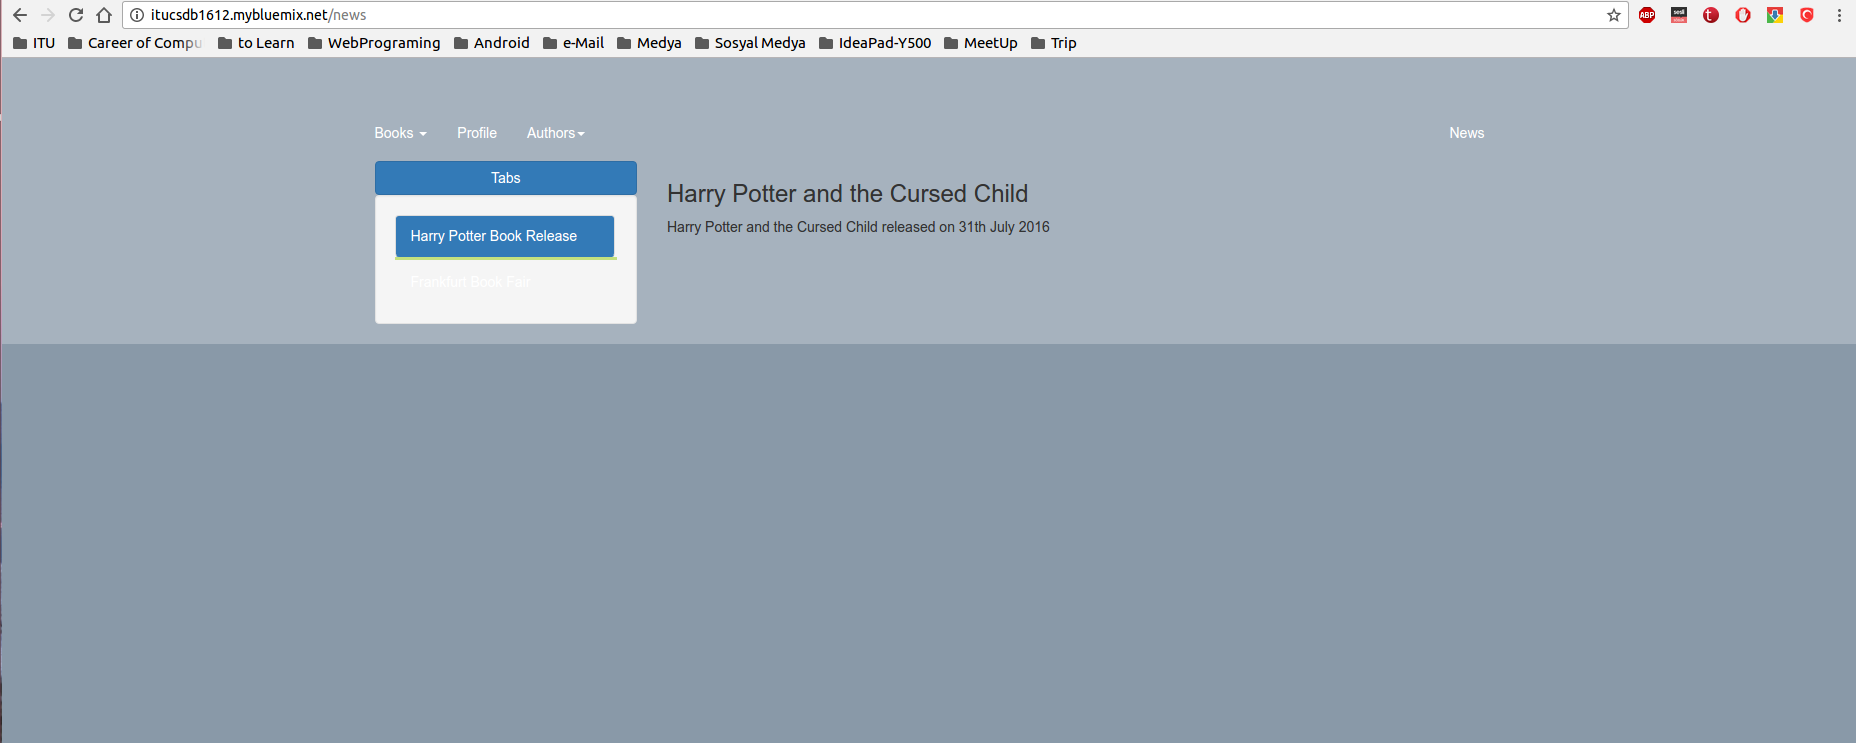 itucsdb1612.mybluemix.net/news
ITU Career of Compu to Learn WebPrograming Android e-Mail Medya Sosyal Medya IdeaPad-Y500 MeetUp Trip
Books Profile Authors News
Tabs
Harry Potter Book Release
Frankfurt Book Fair
Harry Potter and the Cursed Child
Harry Potter and the Cursed Child released on 31th July 2016
ABP
t